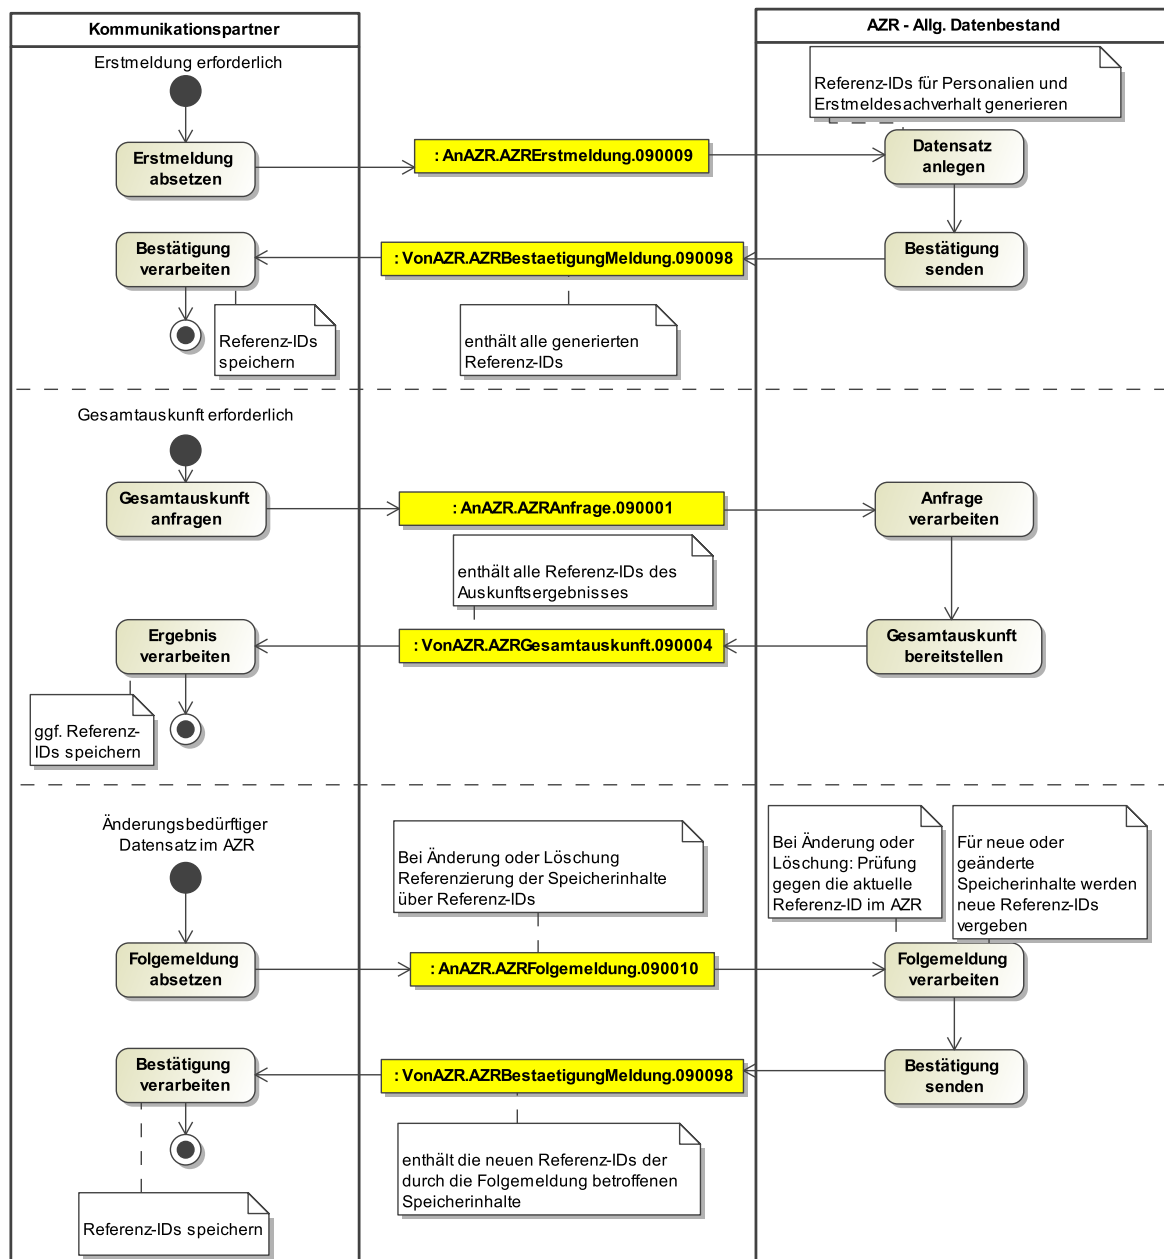 Kommunikationspartner
AZR - Allg. Datenbestand
Erstmeldung erforderlich
Referenz-IDs für Personalien und
Erstmeldesachverhalt generieren
Erstmeldung
absetzen
: AnAZR.AZRErstmeldung.090009
Datensatz
anlegen
Bestätigung
verarbeiten
: VonAZR.AZRBestaetigungMeldung.090098
Bestätigung
senden
Referenz-IDs
speichern
enthält alle generierten
Referenz-IDs
Gesamtauskunft erforderlich
Gesamtauskunft
anfragen
: AnAZR.AZRAnfrage.090001
Anfrage
verarbeiten
enthält alle Referenz-IDs des
Auskunftsergebnisses
Ergebnis
verarbeiten
: VonAZR.AZRGesamtauskunft.090004
Gesamtauskunft
bereitstellen
ggf. Referenz-
IDs speichern
Änderungsbedürftiger
Datensatz im AZR
Bei Änderung oder Löschung
Referenzierung der Speicherinhalte
über Referenz-IDs
Bei Änderung oder
Löschung: Prüfung
gegen die aktuelle
Referenz-ID im AZR
Für neue oder
geänderte
Speicherinhalte werden
neue Referenz-IDs
vergeben
Folgemeldung
absetzen
: AnAZR.AZRFolgemeldung.090010
Folgemeldung
verarbeiten
Bestätigung
verarbeiten
: VonAZR.AZRBestaetigungMeldung.090098
Bestätigung
senden
enthält die neuen Referenz-IDs der
durch die Folgemeldung betroffenen
Speicherinhalte
Referenz-IDs speichern